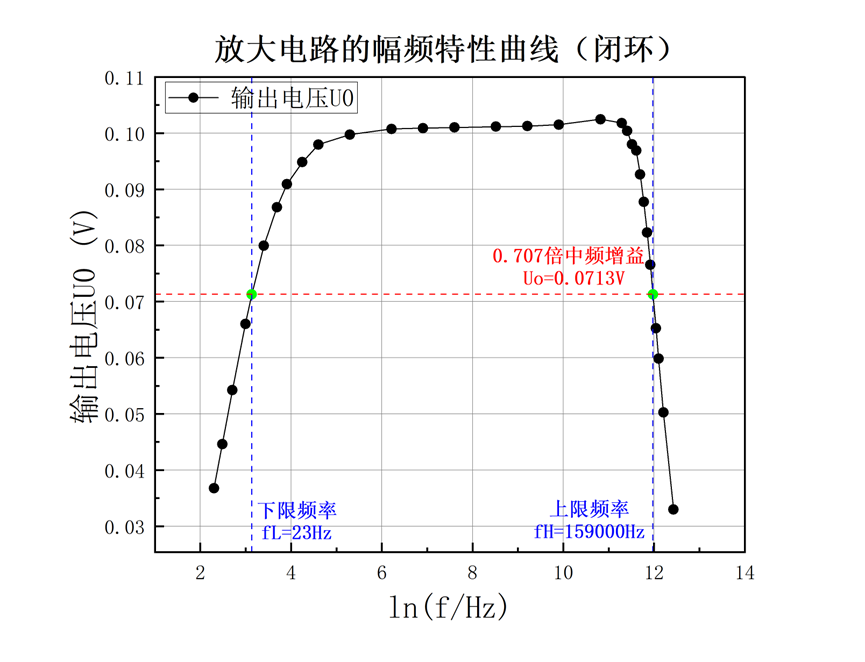 放大电路的幅频特性曲线（闭环）
输出电压U0
0.11
0.10
0.09
0.08
0.07
0.06
0.05
0.04
0.03
输出电压U0 (V)
0.707倍中频增益
Uo=0.0713V
下限频率
fL=23Hz
上限频率
fH=159000Hz
2 4 6 8 10 12 14
ln(f/Hz)